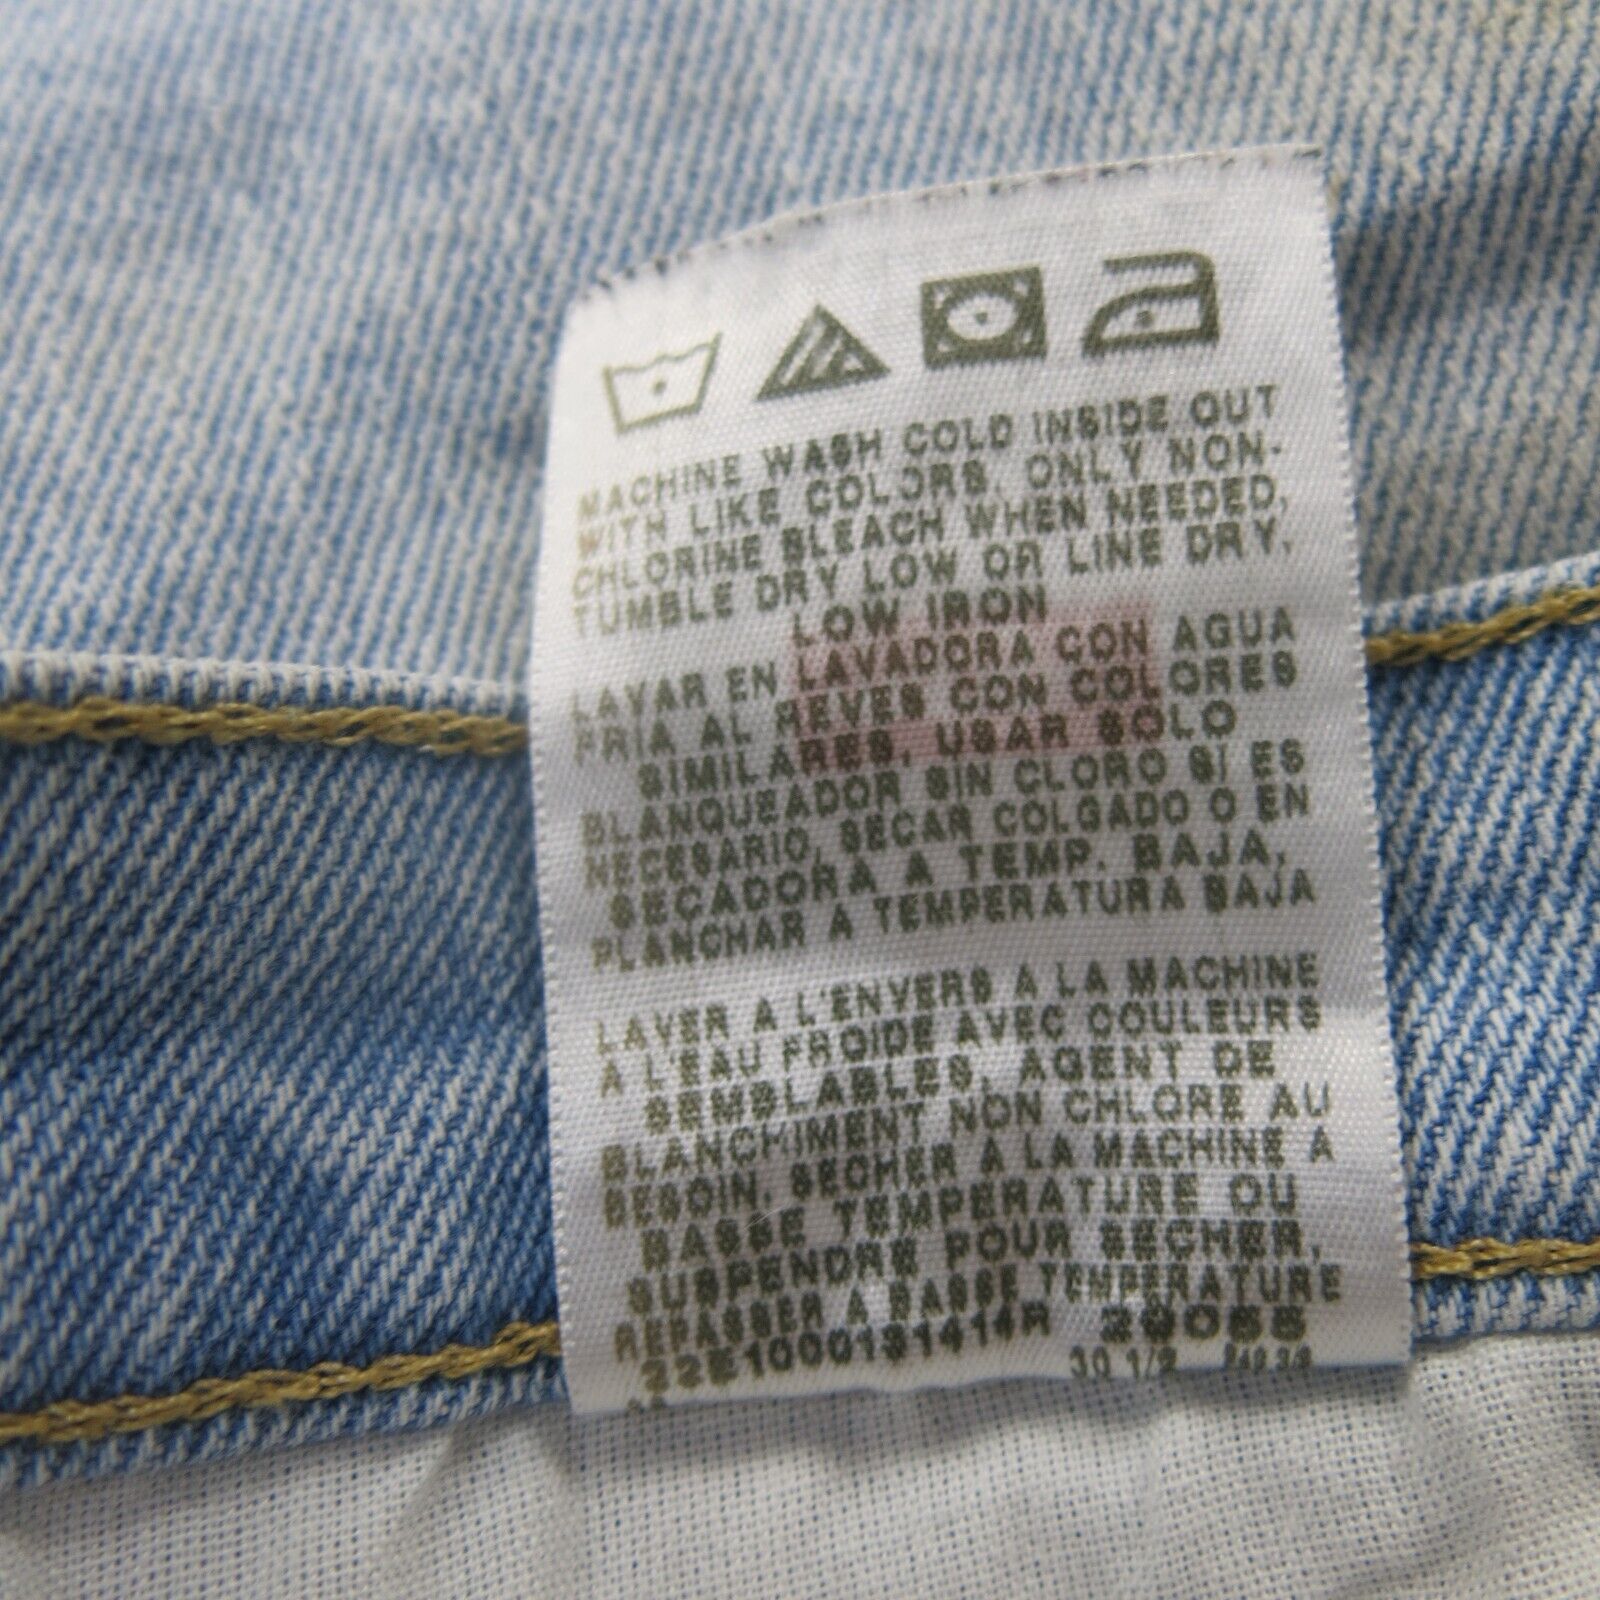 MACHINE WASH COLD INSIDE OUT
WITH LIKE COLORS, ONLY NON-
CHLORINE BLEACH WHEN NEEDED,
TUMBLE DRY LOW OR LINE DRY,
LOW IRON
LAVAR EN LAVADORA CON AGUA
FRIA AL REVES CON COLORES
SIMILARES, USAR SOLO
BLANQUEADOR SIN CLORO SI ES
NECESARIO, SECAR COLGADO O EN
SECADORA A TEMP. BAJA,
PLANCHAR A TEMPERATURA BAJA
LAVER A L'ENVERS A LA MACHINE
A L'EAU FROIDE AVEC COULEURS
SEMBLABLES, AGENT DE
BLANCHIMENT NON CHLORE AU
BESOIN, SECHER A LA MACHINE A
BASSE TEMPERATURE OU
SUSPENDRE POUR SECHER,
REPASSER A BASSE TEMPERATURE
22E1000131414R 29055
30 1/2